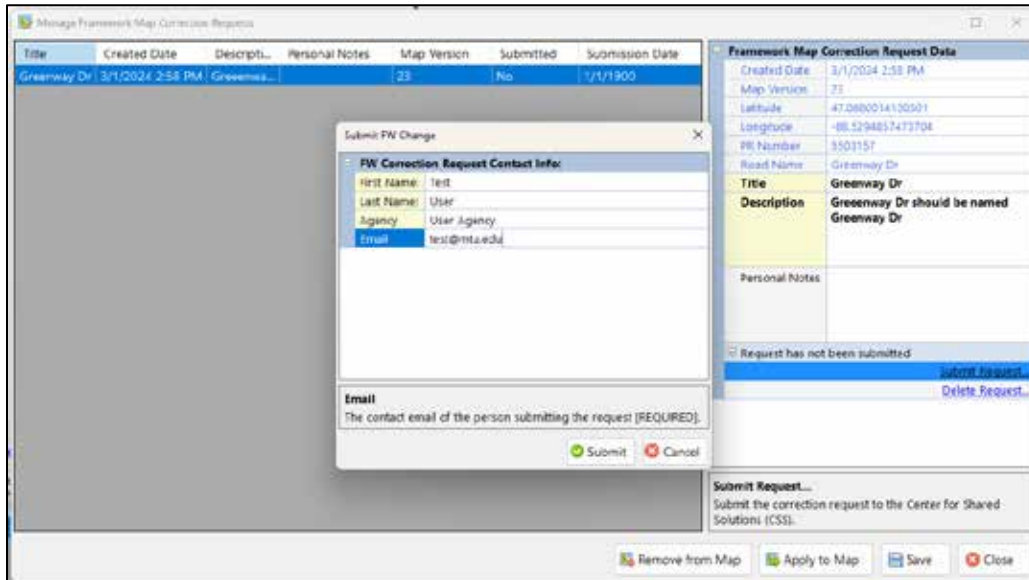 Manage Framework Map Correction Requests
Title Created Date Descripti... Personal Notes Map Version Submitted Submission Date
Greenway Dr 3/1/2024 2:58 PM Greeenwa... 23 No 1/1/1900
Submit FW Change
FW Correction Request Contact Info:
First Name Test
Last Name User
Agency User Agency
Email test@mtu.edu
Email
The contact email of the person submitting the request [REQUIRED].
Submit Cancel
Framework Map Correction Request Data
Created Date 3/1/2024 2:58 PM
Map Version 23
Latitude
Longitude
PR Number 3503157
Road Name Greenway Dr
Title Greenway Dr
Description Greeenway Dr should be named
Greenway Dr
Personal Notes
Request has not been submitted
Submit Request...
Delete Request...
Submit Request...
Submit the correction request to the Center for Shared
Solutions (CSS).
Remove from Map Apply to Map Save Close